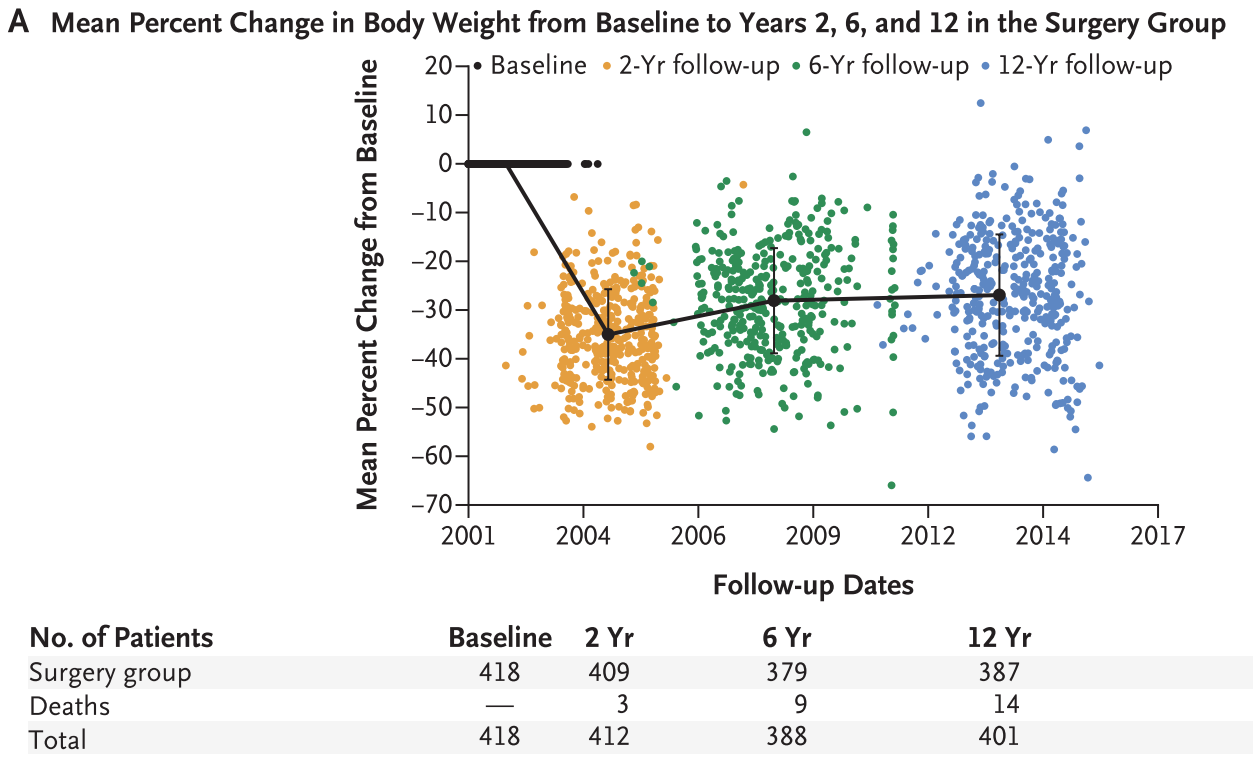 A Mean Percent Change in Body Weight from Baseline to Years 2, 6, and 12 in the Surgery Group
Baseline 2-Yr follow-up 6-Yr follow-up 12-Yr follow-up
Mean Percent Change from Baseline
20
10
0
−10
−20
−30
−40
−50
−60
−70
2001 2004 2006 2009 2012 2014 2017
Follow-up Dates
No. of Patients Baseline 2 Yr 6 Yr 12 Yr
Surgery group 418 409 379 387
Deaths — 3 9 14
Total 418 412 388 401